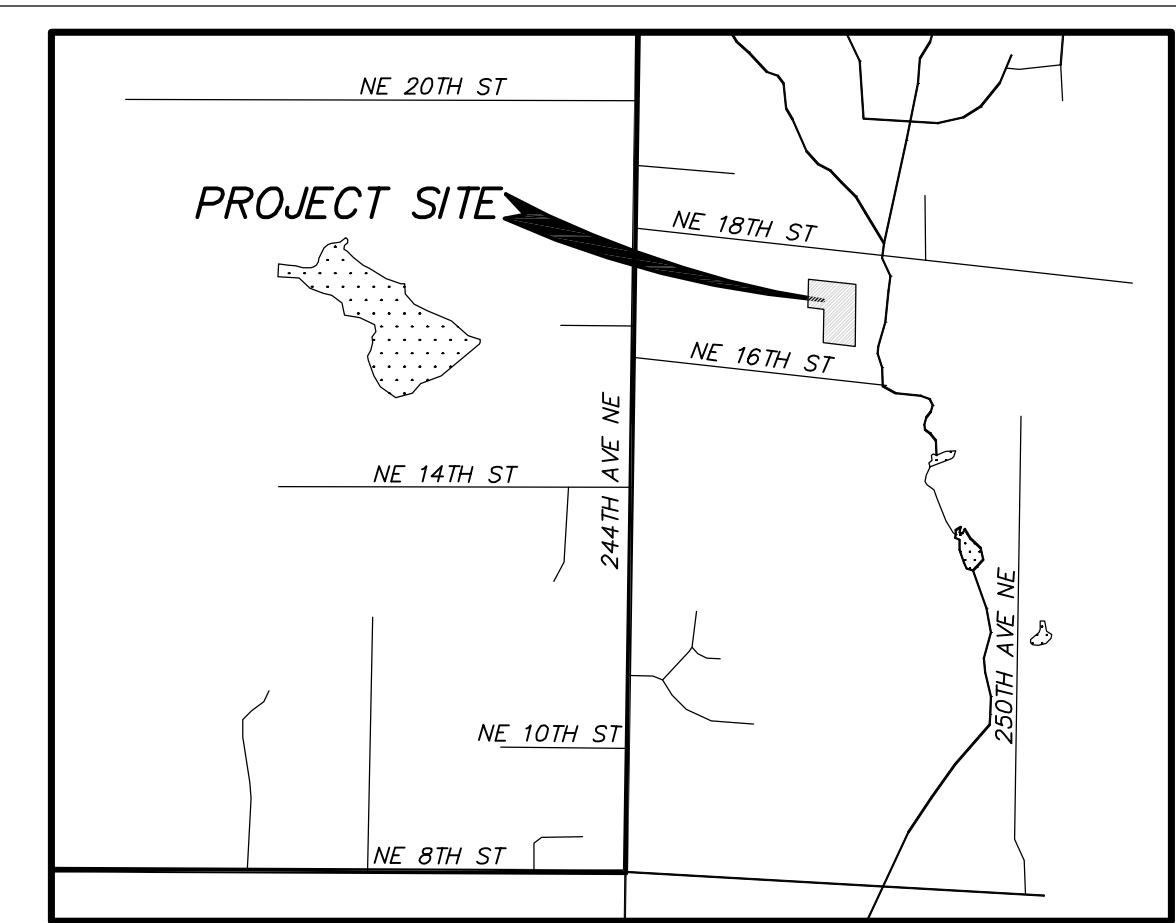 NE 20TH ST
PROJECT SITE
NE 18TH ST
NE 16TH ST
244TH AVE NE
NE 14TH ST
250TH AVE NE
NE 10TH ST
NE 8TH ST